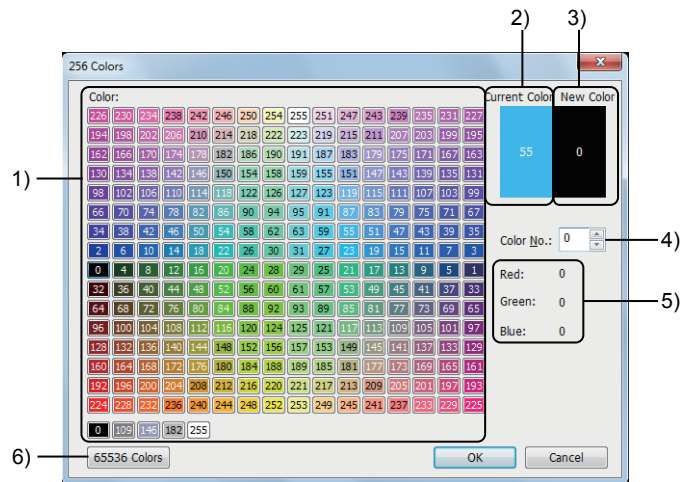 2) 3)
256 Colors
Color: Current Color New Color
226 230 234 238 242 246 250 254 255 251 247 243 239 235 231 227
194 198 202 206 210 214 218 222 223 219 215 211 207 203 199 195
162 166 170 174 178 182 186 190 191 187 183 179 175 171 167 163
55 0
1)
130 134 138 142 146 150 154 158 159 155 151 147 143 139 135 131
98 102 106 110 114 118 122 126 127 123 119 115 111 107 103 99
66 70 74 78 82 86 90 94 95 91 87 83 79 75 71 67
34 38 42 46 50 54 58 62 63 59 55 51 47 43 39 35
Color No.: 0 4)
2 6 10 14 18 22 26 30 31 27 23 19 15 11 7 3
0 4 8 12 16 20 24 28 29 25 21 17 13 9 5 1
Red: 0
32 36 40 44 48 52 56 60 61 57 53 49 45 41 37 33
Green: 0 5)
64 68 72 76 80 84 88 92 93 89 85 81 77 73 69 65
96 100 104 108 112 116 120 124 125 121 117 113 109 105 101 97
Blue: 0
128 132 136 140 144 148 152 156 157 153 149 145 141 137 133 129
160 164 168 172 176 180 184 188 189 185 181 177 173 169 165 161
192 196 200 204 208 212 216 220 221 217 213 209 205 201 197 193
224 228 232 236 240 244 248 252 253 249 245 241 237 233 229 225
0 109 146 182 255
6) 65536 Colors OK Cancel